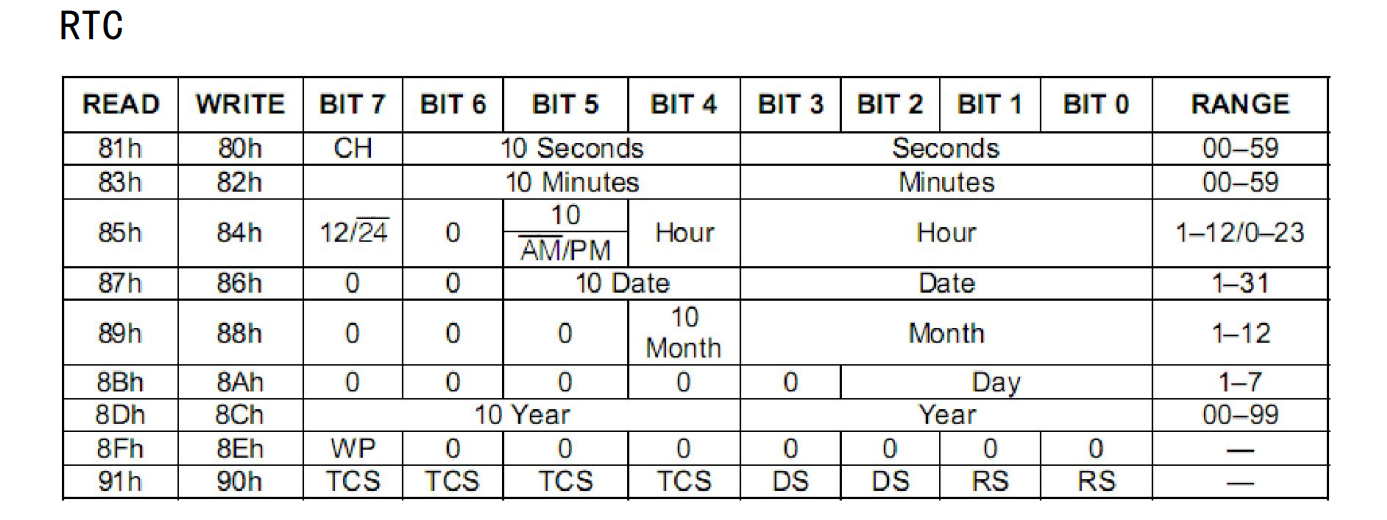 RTC
READ WRITE BIT 7 BIT 6 BIT 5 BIT 4 BIT 3 BIT 2 BIT 1 BIT 0 RANGE
81h 80h CH 10 Seconds Seconds 00–59
83h 82h 10 Minutes Minutes 00–59
85h 84h 12/24 0 10 Hour Hour 1–12/0–23
AM/PM
87h 86h 0 0 10 Date Date 1–31
89h 88h 0 0 0 10 Month Month 1–12
8Bh 8Ah 0 0 0 0 0 Day 1–7
8Dh 8Ch 10 Year Year 00–99
8Fh 8Eh WP 0 0 0 0 0 0 0 —
91h 90h TCS TCS TCS TCS DS DS RS RS —